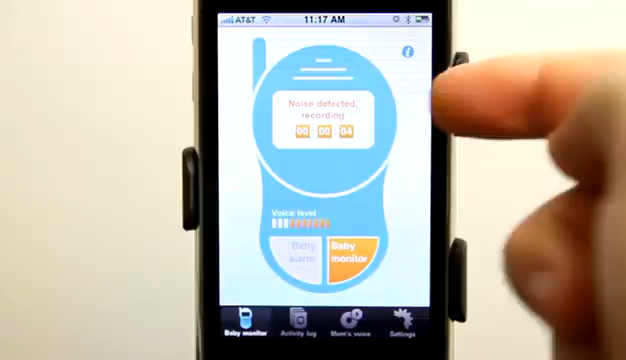 AT&T 11:17 AM
i
Noise detected,
recording
00 00 04
Voice level
Baby
alarm
Baby
monitor
Baby monitor Activity log Mum's voice Settings